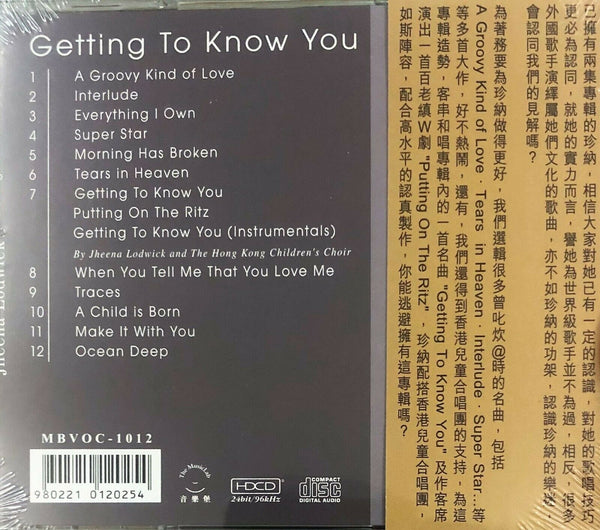 Getting To Know You
1 A Groovy Kind of Love
2 Interlude
3 Everything I Own
4 Super Star
5 Morning Has Broken
6 Tears in Heaven
7 Getting To Know You
Putting On The Ritz
Getting To Know You (Instrumentals)
By Jheena Lodwick and The Hong Kong Children's Choir
8 When You Tell Me That You Love Me
9 Traces
10 A Child is Born
11 Make It With You
12 Ocean Deep
MBVOC-1012
980221 0120254
The Music Lab
音樂堡
HDCD
24bit/96kHz
COMPACT
disc
DIGITAL AUDIO
Jheena Lodwick
已擁有兩集專輯的珍納，相信大家對她已有一定的認識，對她的歌唱技巧
更必為認同，就她的實力而言，譽她為世界級歌手並不為過，相反，很多
外國歌手演繹屬她們文化的歌曲，亦不如珍納的功架，認識珍納的樂迷
會認同我們的見解嗎？
為著務要為珍納做得更好，我們選輯很多曾叱炊@時的名曲，包括
A Groovy Kind of Love．Tears in Heaven．Interlude．Super Star...等
等多首大作，好不熱鬧，還有，我們還得到香港兒童合唱團的支持，為這
專輯造勢，客串和唱專輯內的一首名曲 "Getting To Know You" 及作客席
演出一首百老縝W劇 "Putting On The Ritz"，珍納配搭香港兒童合唱團，
如斯陣容，配合高水平的認真製作，你能逃避擁有這專輯嗎？